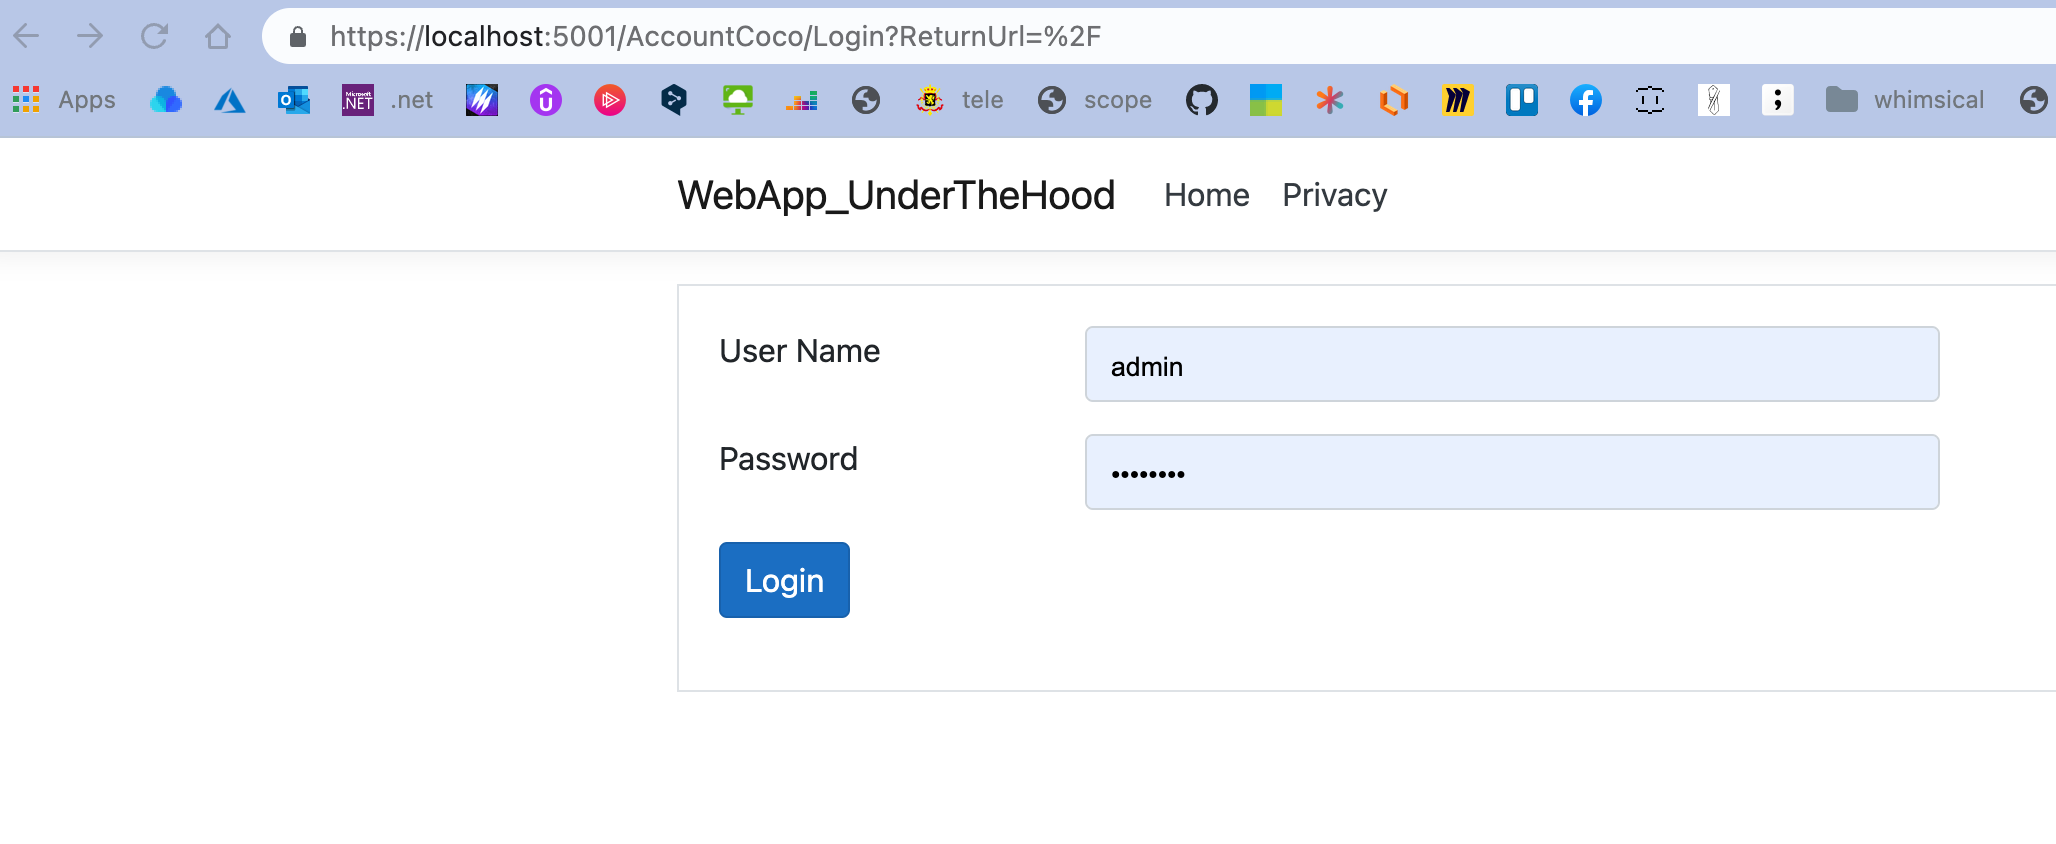 https://localhost:5001/AccountCoco/Login?ReturnUrl=%2F
Apps Microsoft .NET .net tele scope whimsical
WebApp_UnderTheHood Home Privacy
User Name admin
Password ••••••••
Login